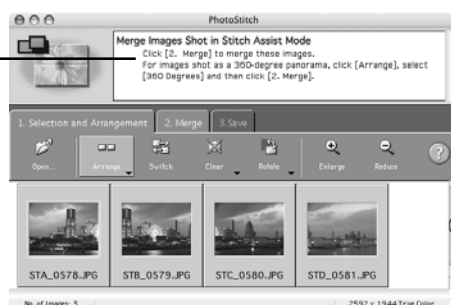 PhotoStitch
Merge Images Shot in Stitch Assist Mode
Click [2. Merge] to merge these images.
For images shot as a 360-degree panorama, click [Arrange], select
[360 Degrees] and then click [2. Merge].
1. Selection and Arrangement 2. Merge 3.Save
Open... Arrange Switch Clear Rotate Enlarge Reduce ?
STA_0578.JPG STB_0579.JPG STC_0580.JPG STD_0581.JPG
No. of Images: 3 2592 x 1944 True Color